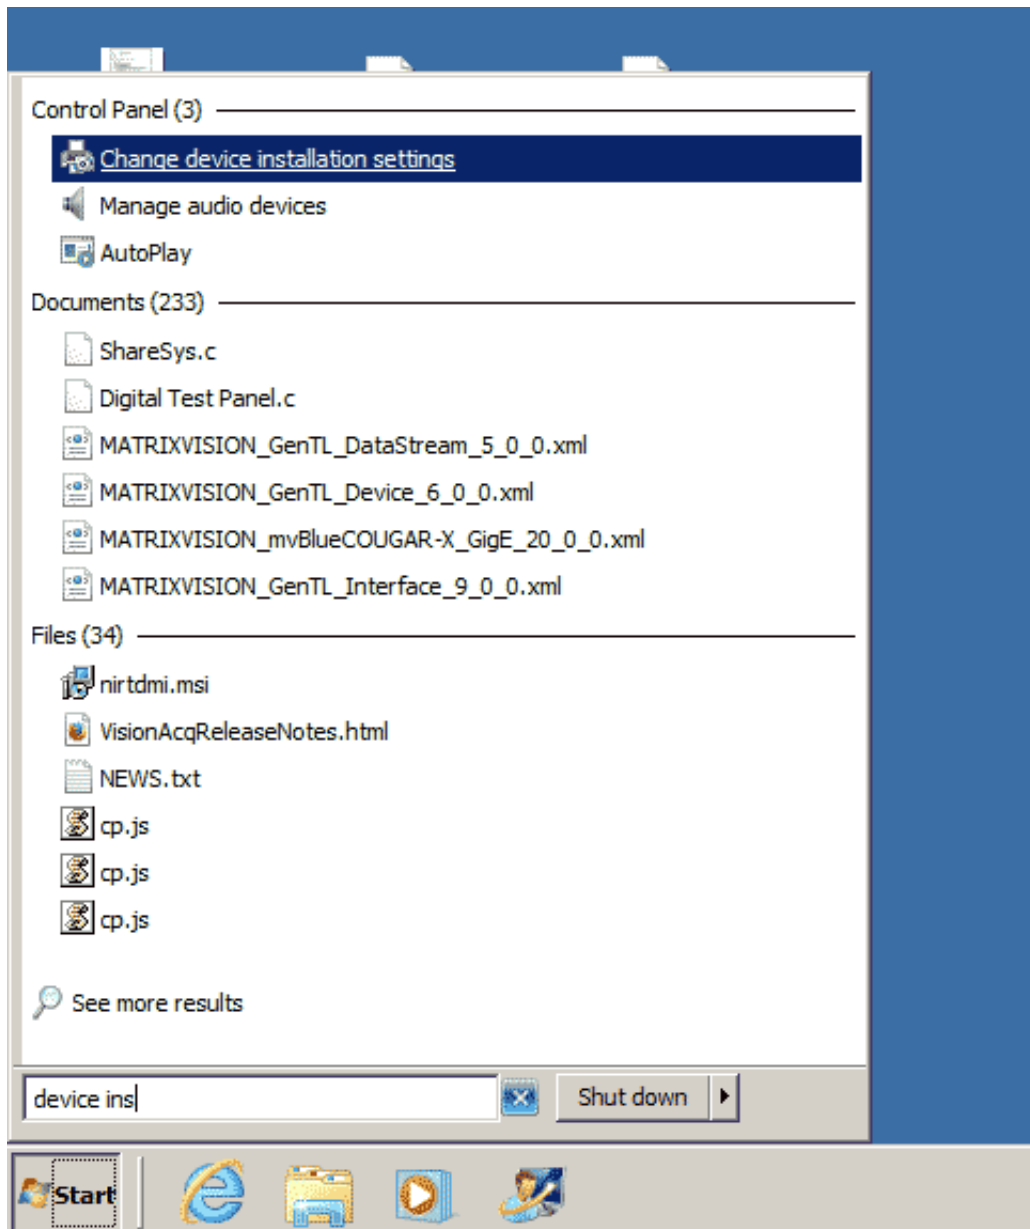 Control Panel (3)
Change device installation settings
Manage audio devices
AutoPlay
Documents (233)
ShareSys.c
Digital Test Panel.c
MATRIXVISION_GenTL_DataStream_5_0_0.xml
MATRIXVISION_GenTL_Device_6_0_0.xml
MATRIXVISION_mvBlueCOUGAR-X_GigE_20_0_0.xml
MATRIXVISION_GenTL_Interface_9_0_0.xml
Files (34)
nirtdmi.msi
VisionAcqReleaseNotes.html
NEWS.txt
cp.js
cp.js
cp.js
See more results
device ins Shut down
Start